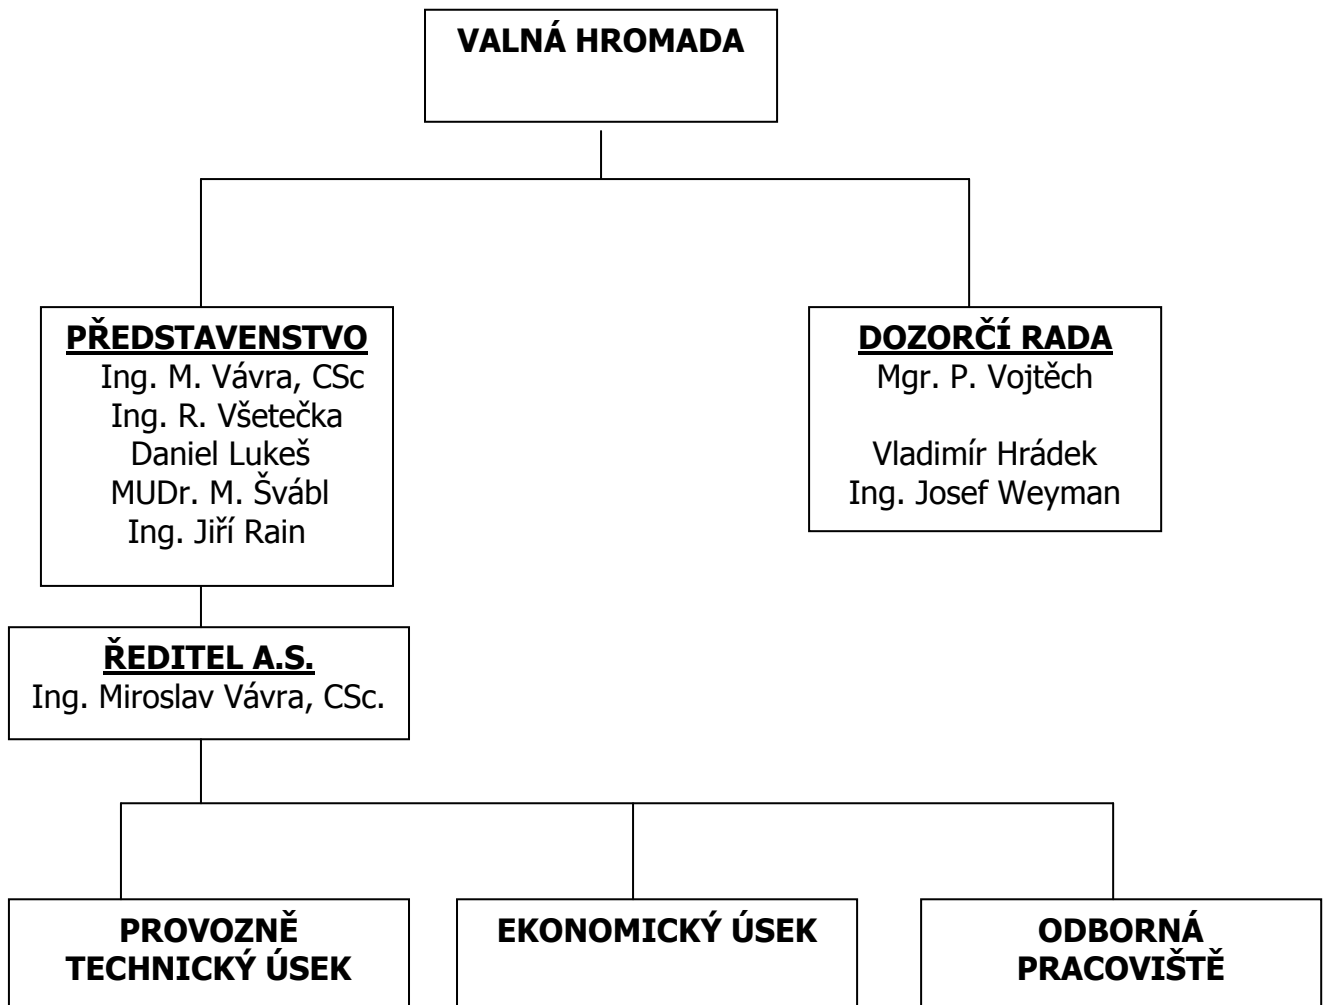 VALNÁ HROMADA
PŘEDSTAVENSTVO
Ing. M. Vávra, CSc
Ing. R. Všetečka
Daniel Lukeš
MUDr. M. Švábl
Ing. Jiří Rain
DOZORČÍ RADA
Mgr. P. Vojtěch
Vladimír Hrádek
Ing. Josef Weyman
ŘEDITEL A.S.
Ing. Miroslav Vávra, CSc.
PROVOZNĚ
TECHNICKÝ ÚSEK
EKONOMICKÝ ÚSEK
ODBORNÁ
PRACOVIŠTĚ